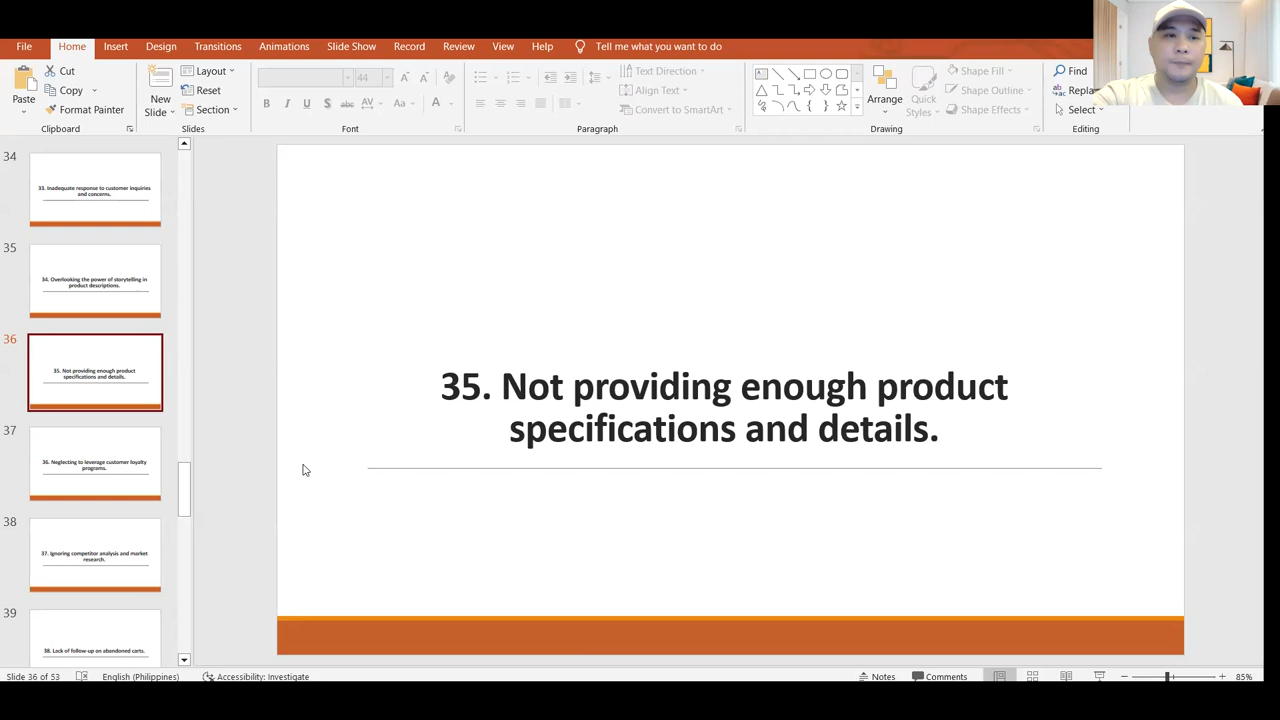 File Home Insert Design Transitions Animations Slide Show Record Review View Help Tell me what you want to do
Paste
Cut
Copy
Format Painter
Clipboard
New
Slide
Layout
Reset
Section
Slides
44
Aa
Font
Text Direction
Align Text
Convert to SmartArt
Paragraph
Arrange
Quick
Styles
Shape Fill
Shape Outline
Shape Effects
Drawing
Find
Repla
Select
Editing
34
33. Inadequate response to customer inquiries
and concerns.
35
34. Overlooking the power of storytelling in
product descriptions.
36
35. Not providing enough product
specifications and details.
37
36. Neglecting to leverage customer loyalty
programs.
38
37. Ignoring competitor analysis and market
research.
39
38. Lack of follow-up on abandoned carts.
35. Not providing enough product
specifications and details.
Slide 36 of 53 English (Philippines) Accessibility: Investigate Notes Comments 85%